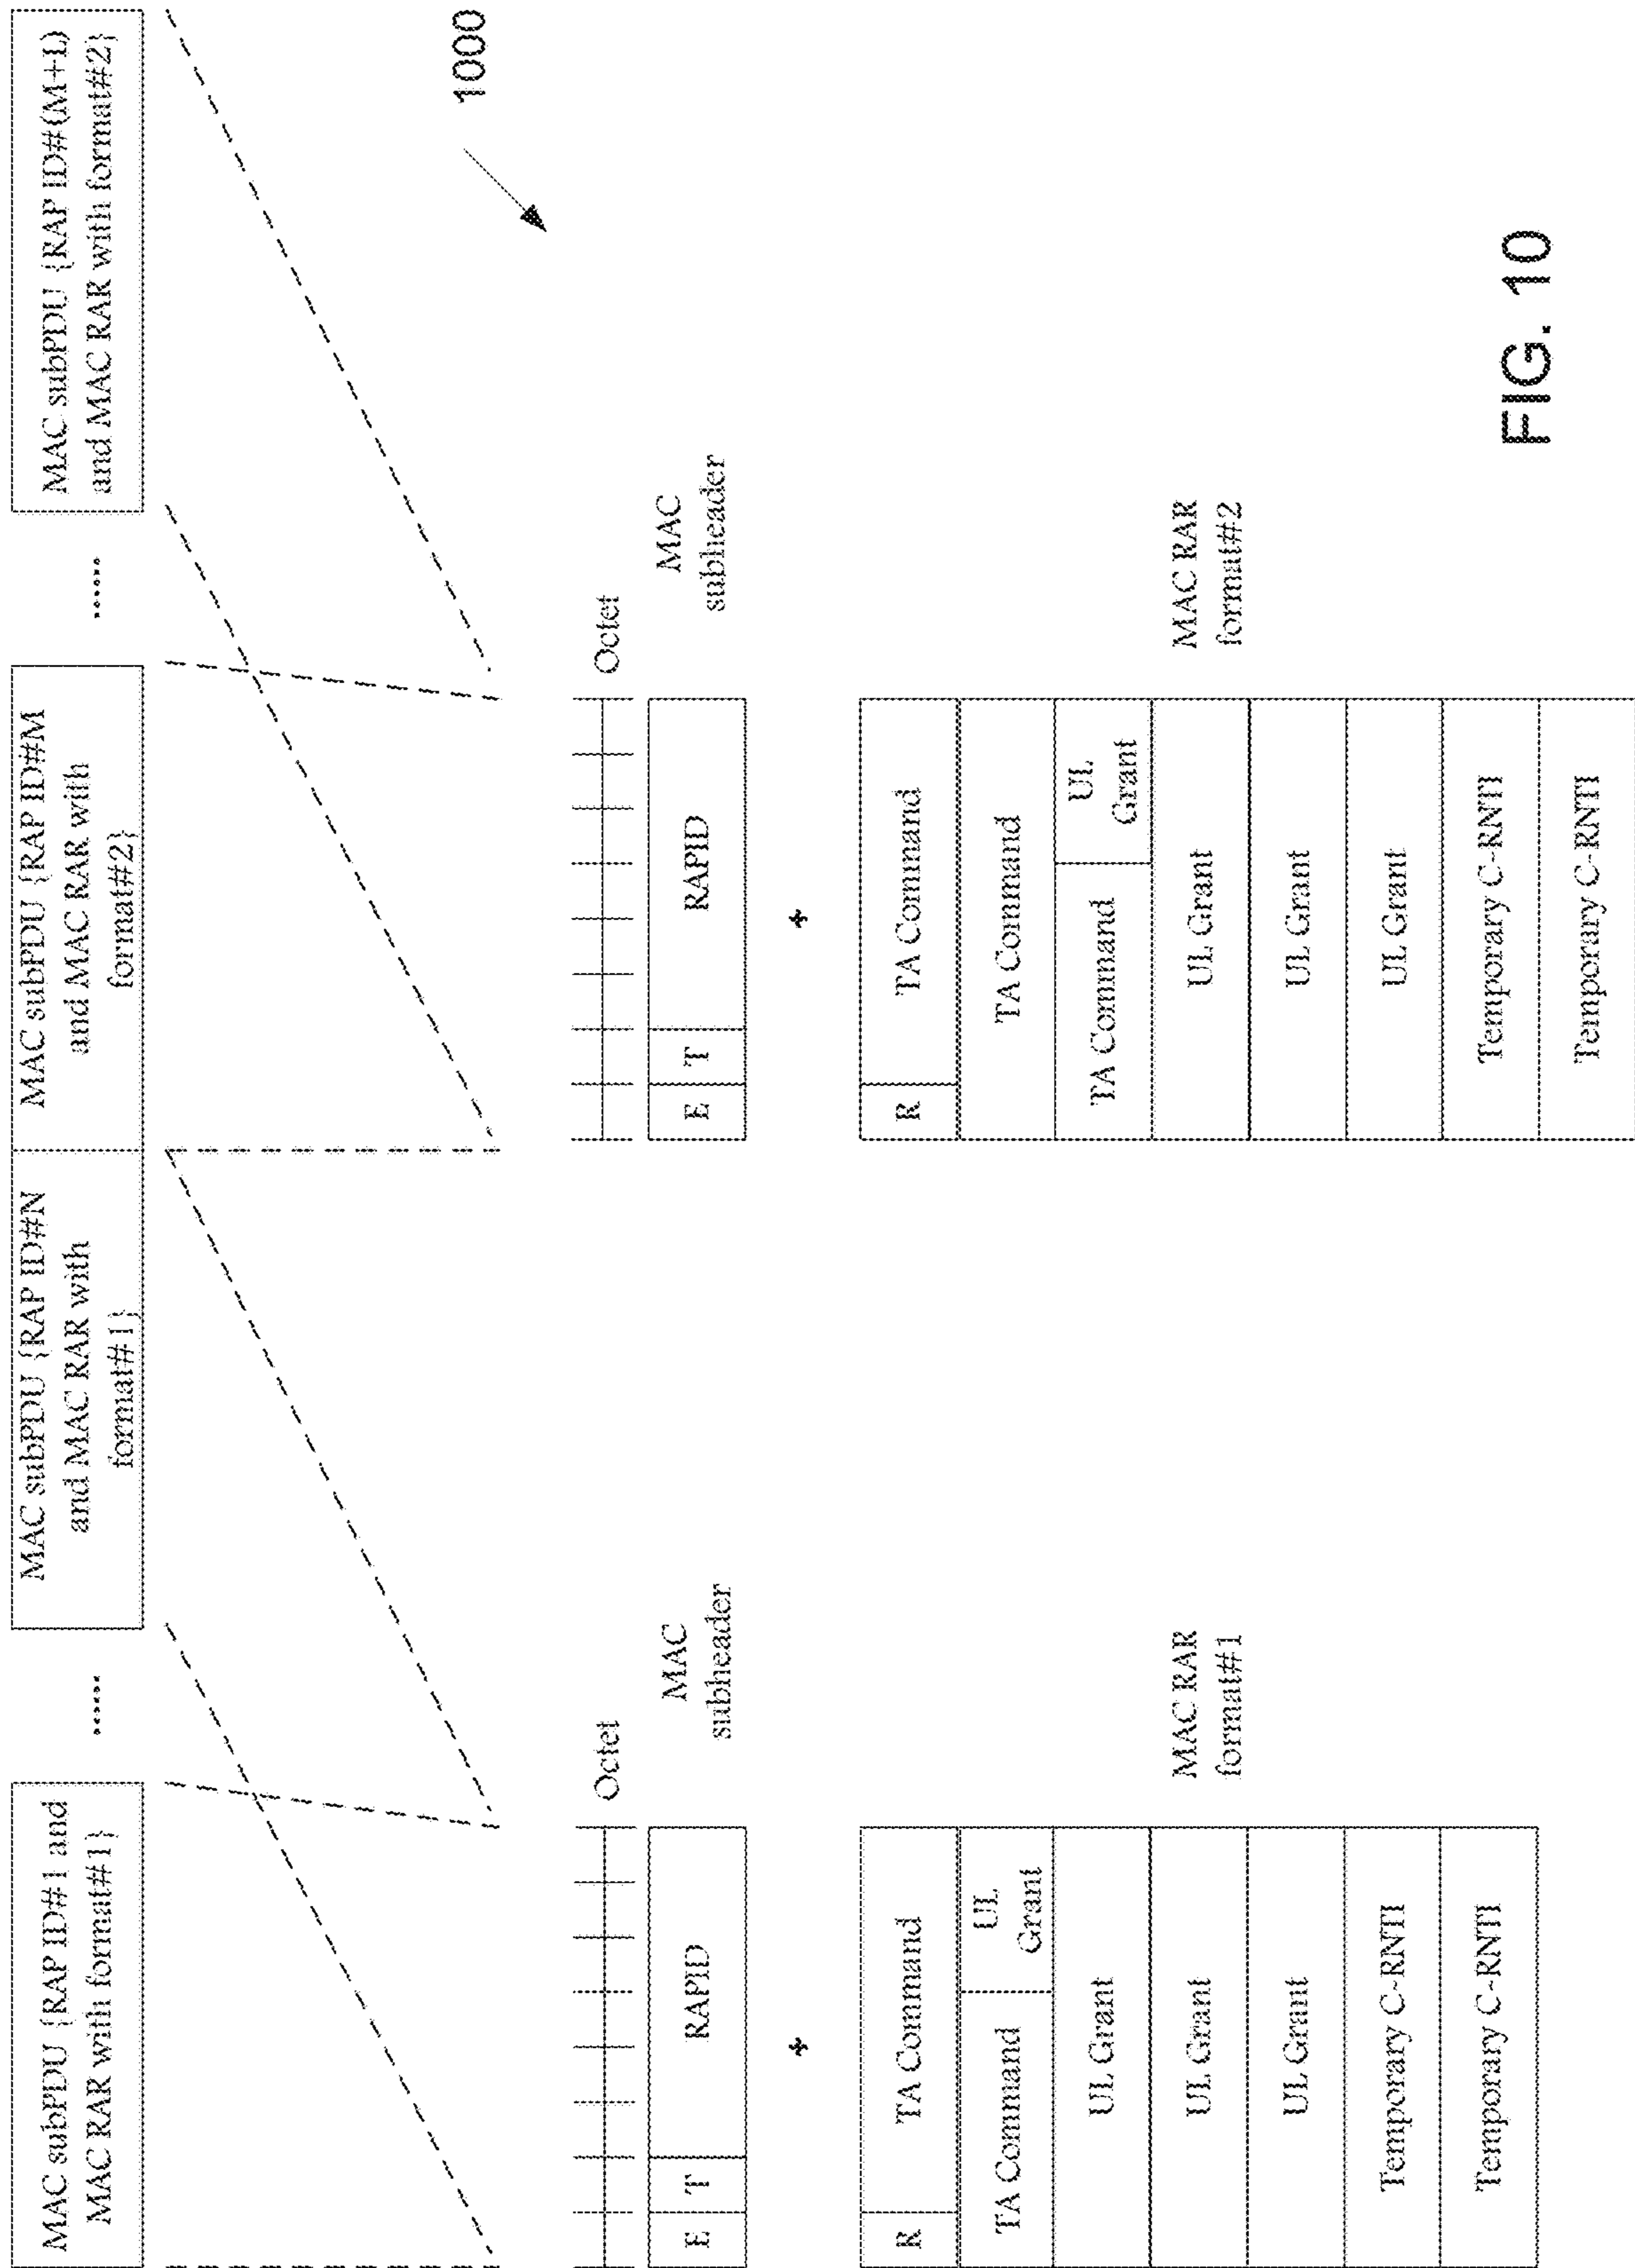 MAC subPDU {RAP ID#1 and
MAC RAR with format#1}
......
MAC subPDU {RAP ID#N
and MAC RAR with
format#1}
MAC subPDU {RAP ID#M
and MAC RAR with
format#2}
......
MAC subPDU {RAP ID#(M+L)
and MAC RAR with format#2}
1000
Octet
E T RAPID
MAC
subheader
+
R TA Command
TA Command UL
Grant
UL Grant
UL Grant
UL Grant
Temporary C-RNTI
Temporary C-RNTI
MAC RAR
format#1
Octet
E T RAPID
MAC
subheader
+
R TA Command
TA Command
TA Command UL
Grant
UL Grant
UL Grant
UL Grant
Temporary C-RNTI
Temporary C-RNTI
MAC RAR
format#2
FIG. 10